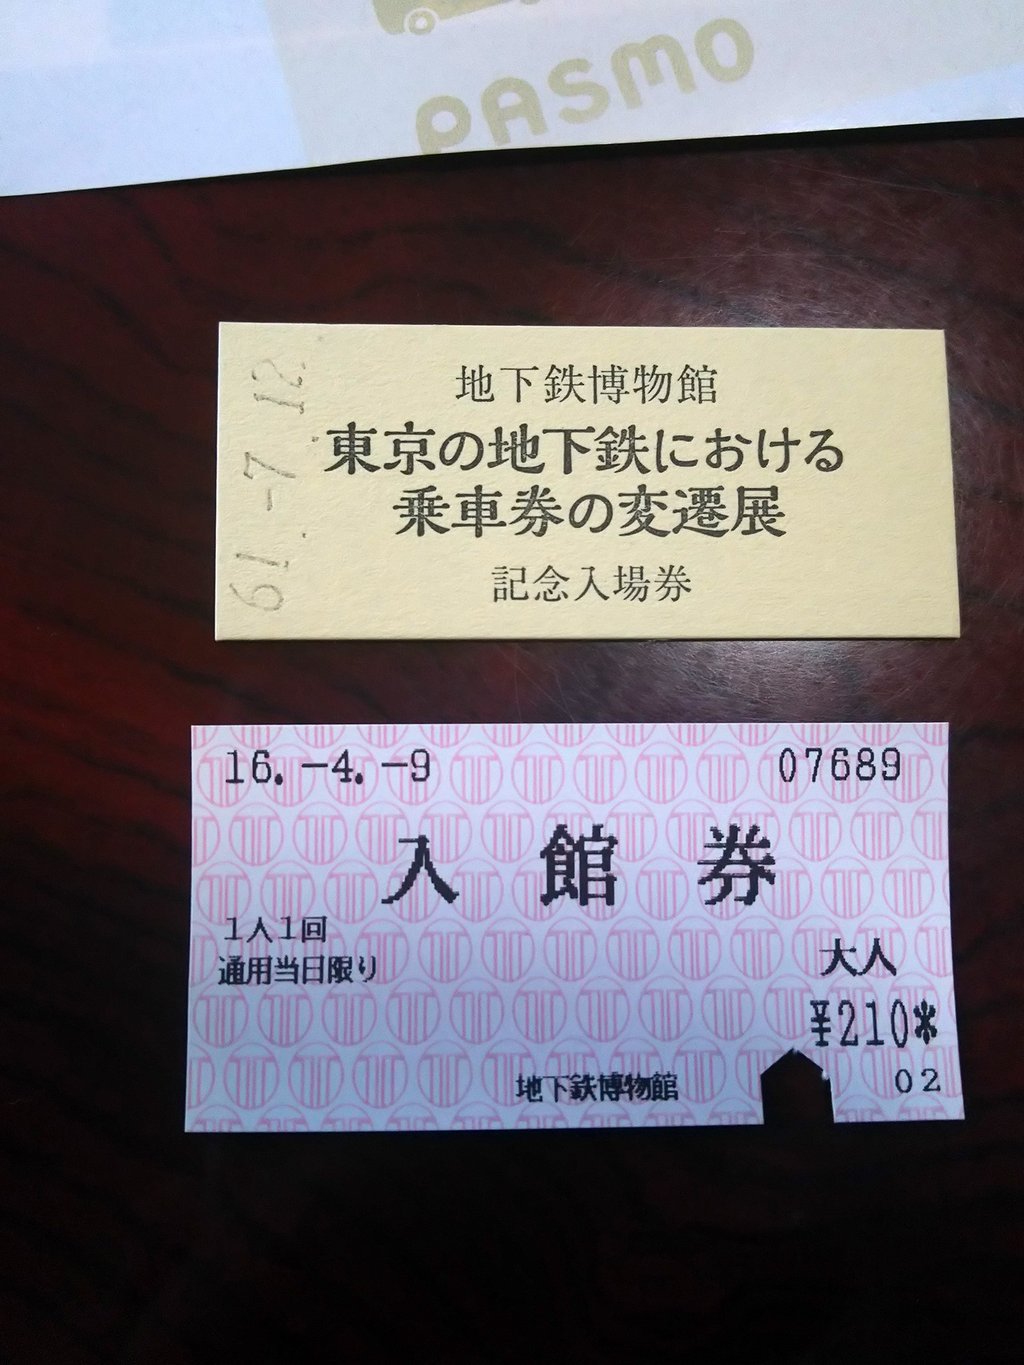 PASMO
61.-7.12.
地下鉄博物館
東京の地下鉄における
乗車券の変遷展
記念入場券
16.-4.-9
07689
入館券
1人1回
通用当日限り
大人
¥210✻
地下鉄博物館
02